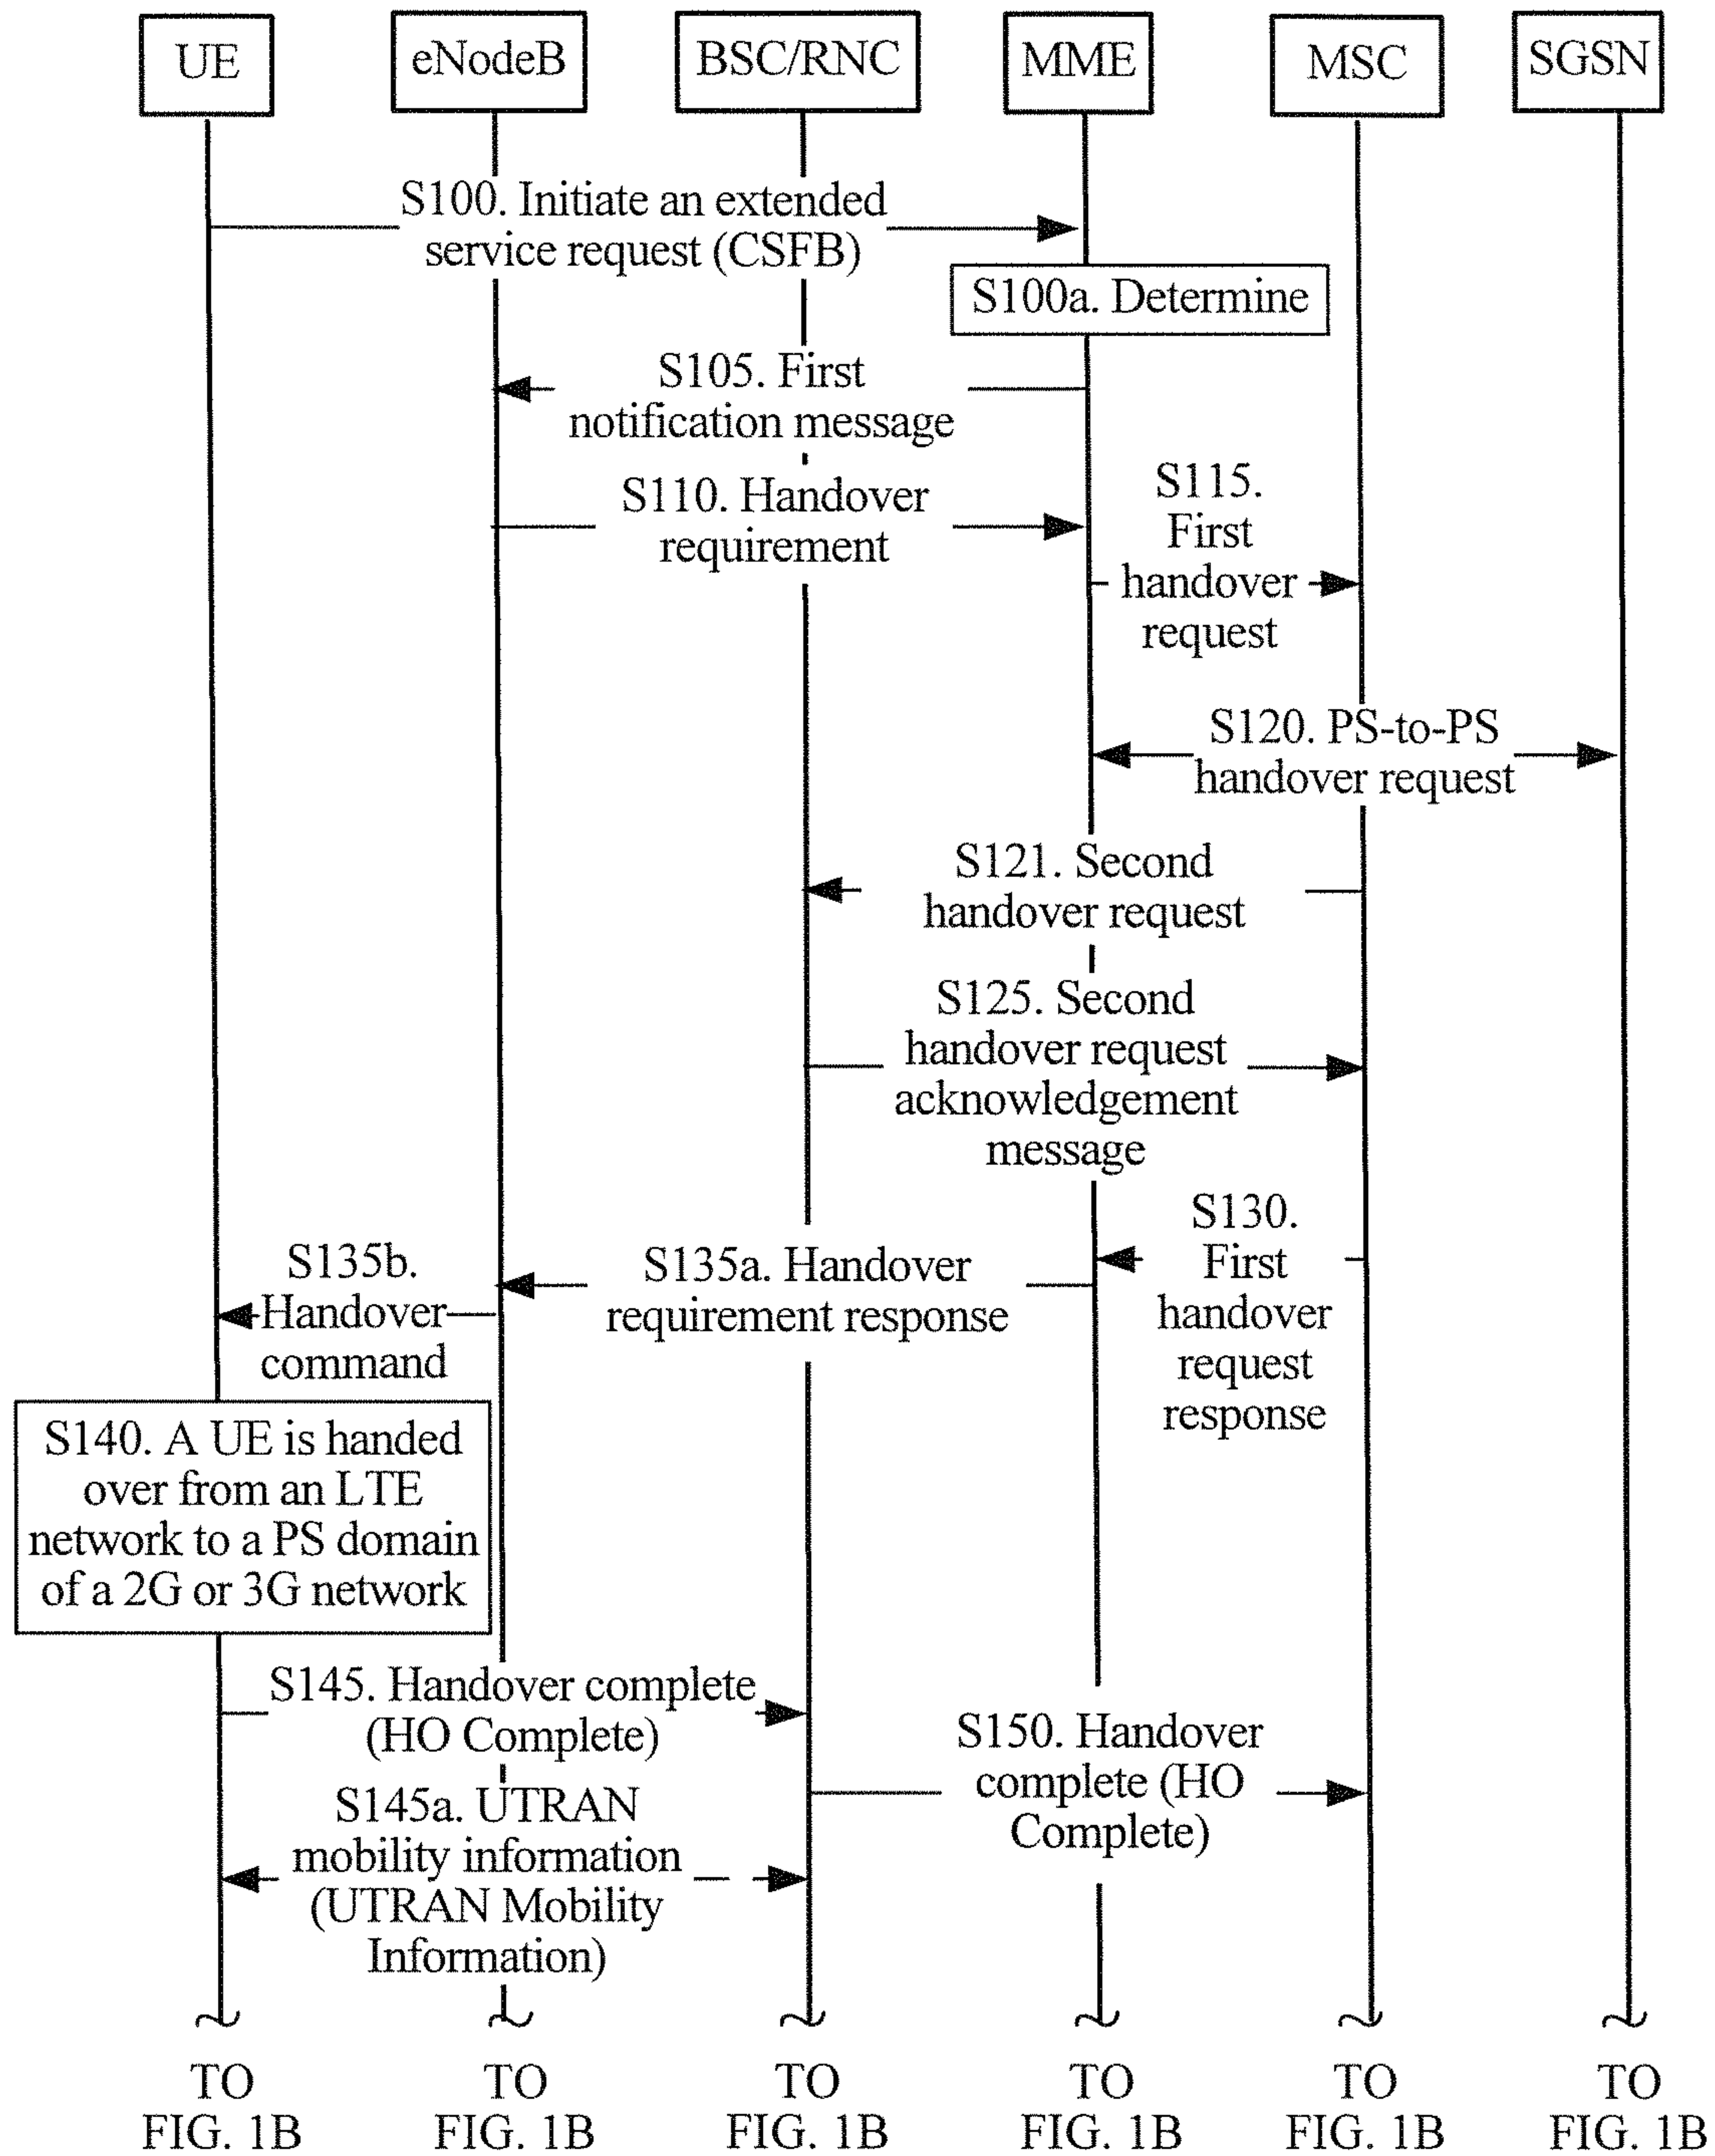 UE
eNodeB
BSC/RNC
MME
MSC
SGSN
S100. Initiate an extended
service request (CSFB)
S100a. Determine
S105. First
notification message
S110. Handover
requirement
S115.
First
handover
request
S120. PS-to-PS
handover request
S121. Second
handover request
S125. Second
handover request
acknowledgement
message
S130.
First
handover
request
response
S135a. Handover
requirement response
S135b.
Handover
command
S140. A UE is handed
over from an LTE
network to a PS domain
of a 2G or 3G network
S145. Handover complete
(HO Complete)
S150. Handover
complete (HO
Complete)
S145a. UTRAN
mobility information
(UTRAN Mobility
Information)
TO
FIG. 1B
TO
FIG. 1B
TO
FIG. 1B
TO
FIG. 1B
TO
FIG. 1B
TO
FIG. 1B